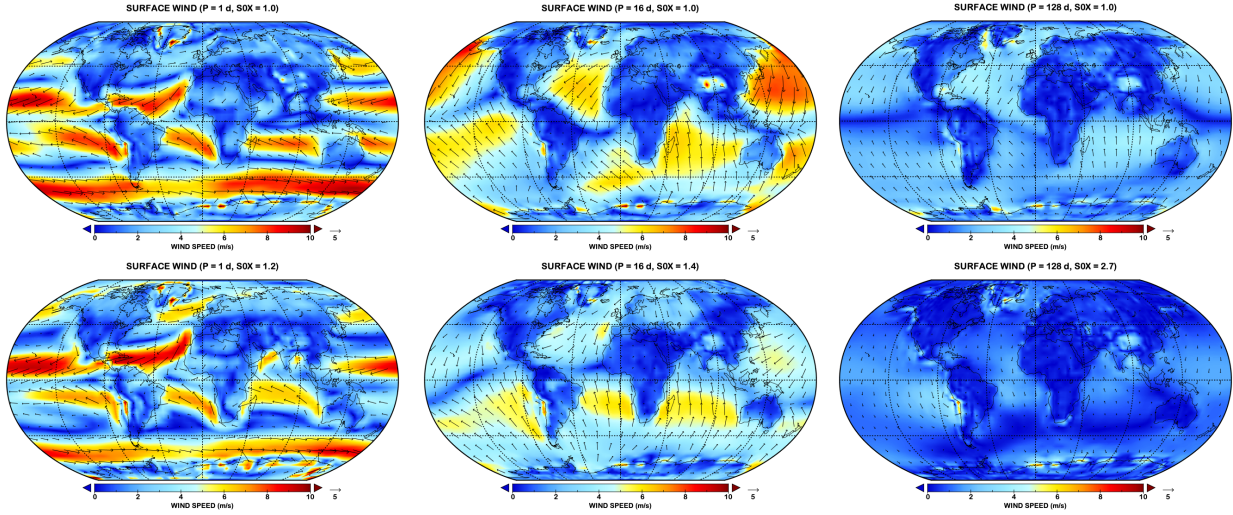 SURFACE WIND (P = 1 d, S0X = 1.0)
SURFACE WIND (P = 16 d, S0X = 1.0)
SURFACE WIND (P = 128 d, S0X = 1.0)
0 2 4 6 8 10 5
WIND SPEED (m/s)
0 2 4 6 8 10 5
WIND SPEED (m/s)
0 2 4 6 8 10 5
WIND SPEED (m/s)
SURFACE WIND (P = 1 d, S0X = 1.2)
SURFACE WIND (P = 16 d, S0X = 1.4)
SURFACE WIND (P = 128 d, S0X = 2.7)
0 2 4 6 8 10 5
WIND SPEED (m/s)
0 2 4 6 8 10 5
WIND SPEED (m/s)
0 2 4 6 8 10 5
WIND SPEED (m/s)